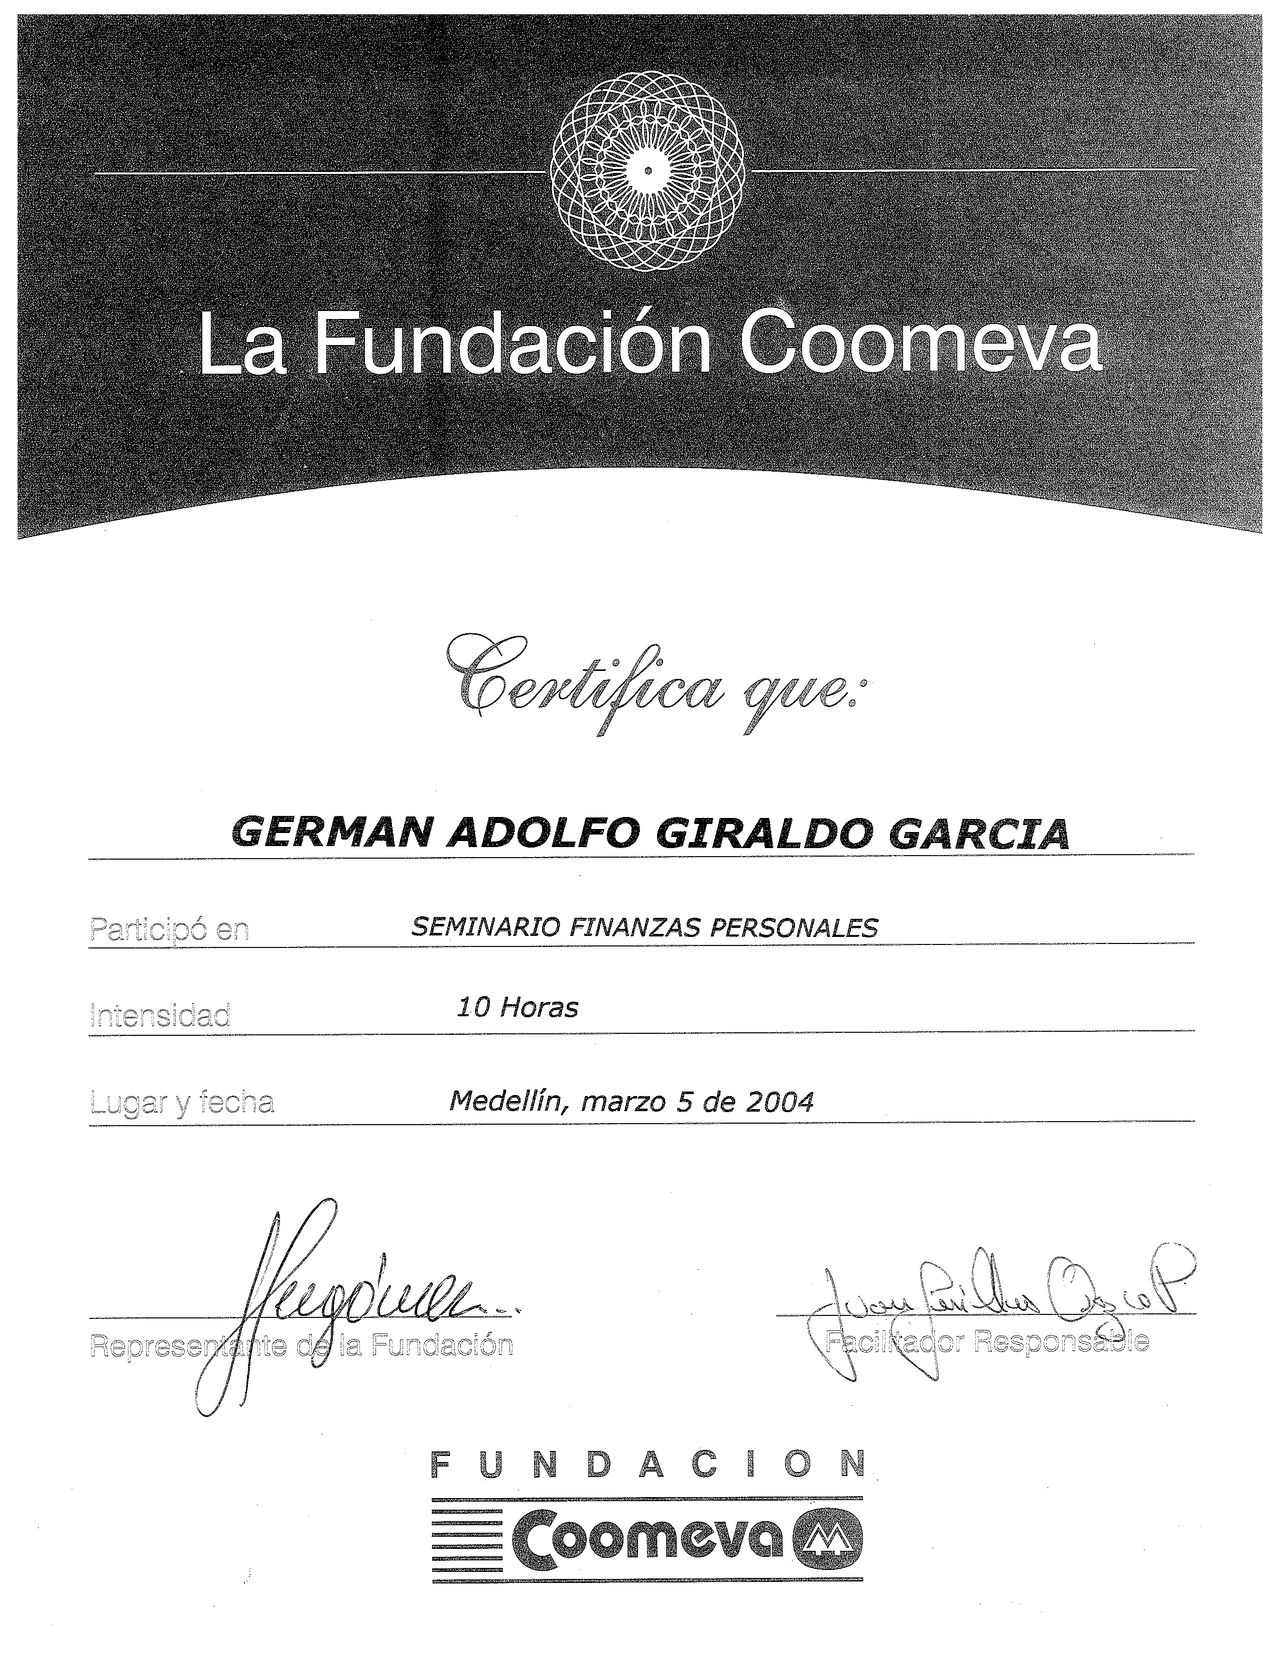 La Fundación Coomeva
Certifica que:
GERMAN ADOLFO GIRALDO GARCIA
Participó en SEMINARIO FINANZAS PERSONALES
Intensidad 10 Horas
Lugar y fecha Medellín, marzo 5 de 2004
Representante de la Fundación Facilitador Responsable
FUNDACION
Coomeva